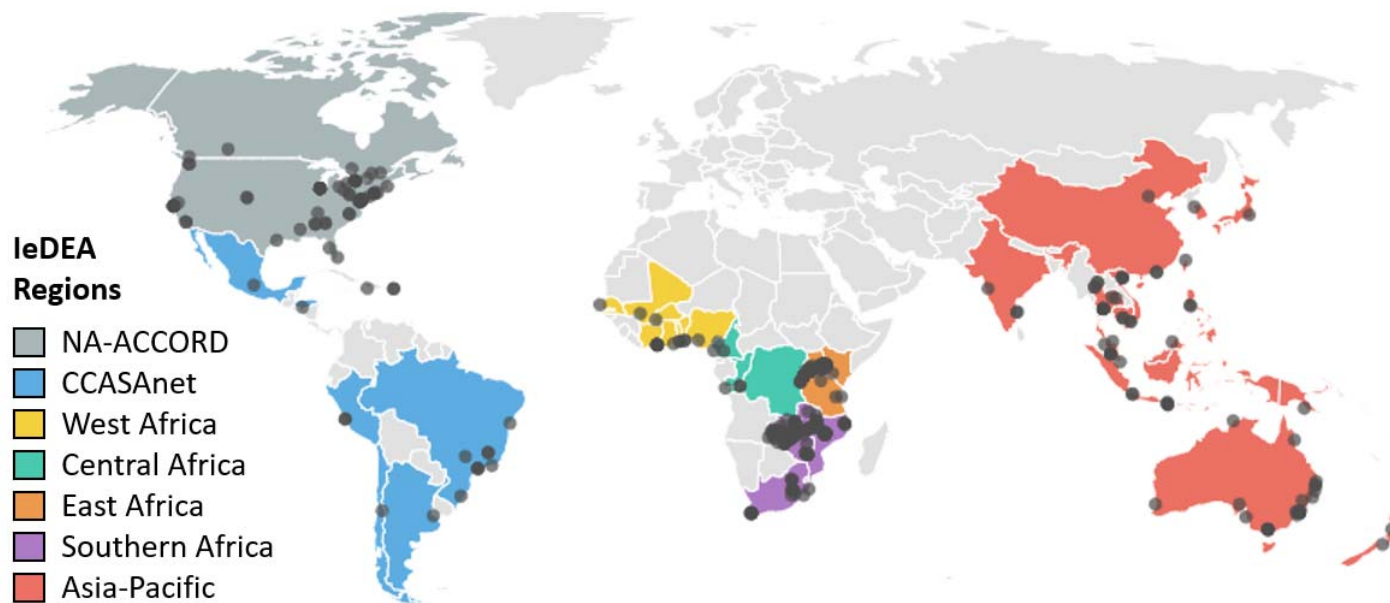 IeDEA
Regions
NA-ACCORD
CCASAnet
West Africa
Central Africa
East Africa
Southern Africa
Asia-Pacific